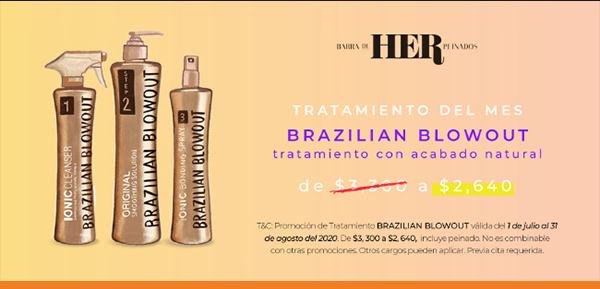 BARRA DE HER PEINADOS
TRATAMIENTO DEL MES
BRAZILIAN BLOWOUT
tratamiento con acabado natural
de $3,300 a $2,640
T&C: Promoción de Tratamiento BRAZILIAN BLOWOUT válida del 1 de julio al 31
de agosto del 2020. De $3, 300 a $2, 640, incluye peinado. No es combinable
con otras promociones. Otros cargos pueden aplicar. Previa cita requerida.
1
IONIC CLEANSER
BRAZILIAN BLOWOUT
STEP 2
ORIGINAL
SMOOTHING SOLUTION
BRAZILIAN BLOWOUT
3
IONIC BONDING SPRAY
BRAZILIAN BLOWOUT